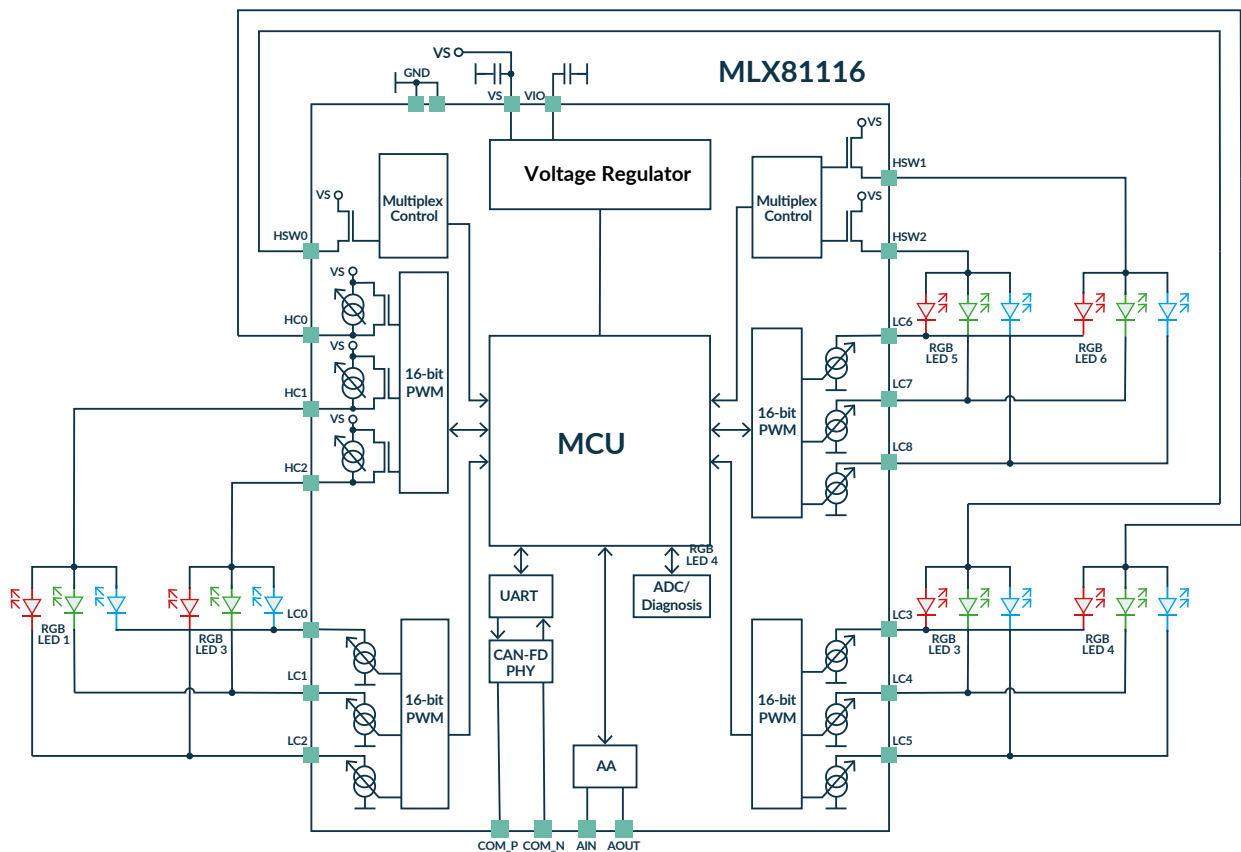 MLX81116
VS
GND
VS
VIO
VS
HSW1
Voltage Regulator
Multiplex
Control
Multiplex
Control
VS
VS
HSW0
HSW2
VS
HC0
LC6
RGB
LED 5
RGB
LED 6
VS
16-bit
PWM
HC1
LC7
16-bit
PWM
VS
MCU
HC2
LC8
RGB
LED 4
UART
ADC/
Diagnosis
RGB
LED 1
RGB
LED 3
LC0
CAN-FD
PHY
LC3
RGB
LED 3
RGB
LED 4
LC1
16-bit
PWM
16-bit
PWM
LC4
LC2
AA
LC5
COM_P
COM_N
AIN
AOUT